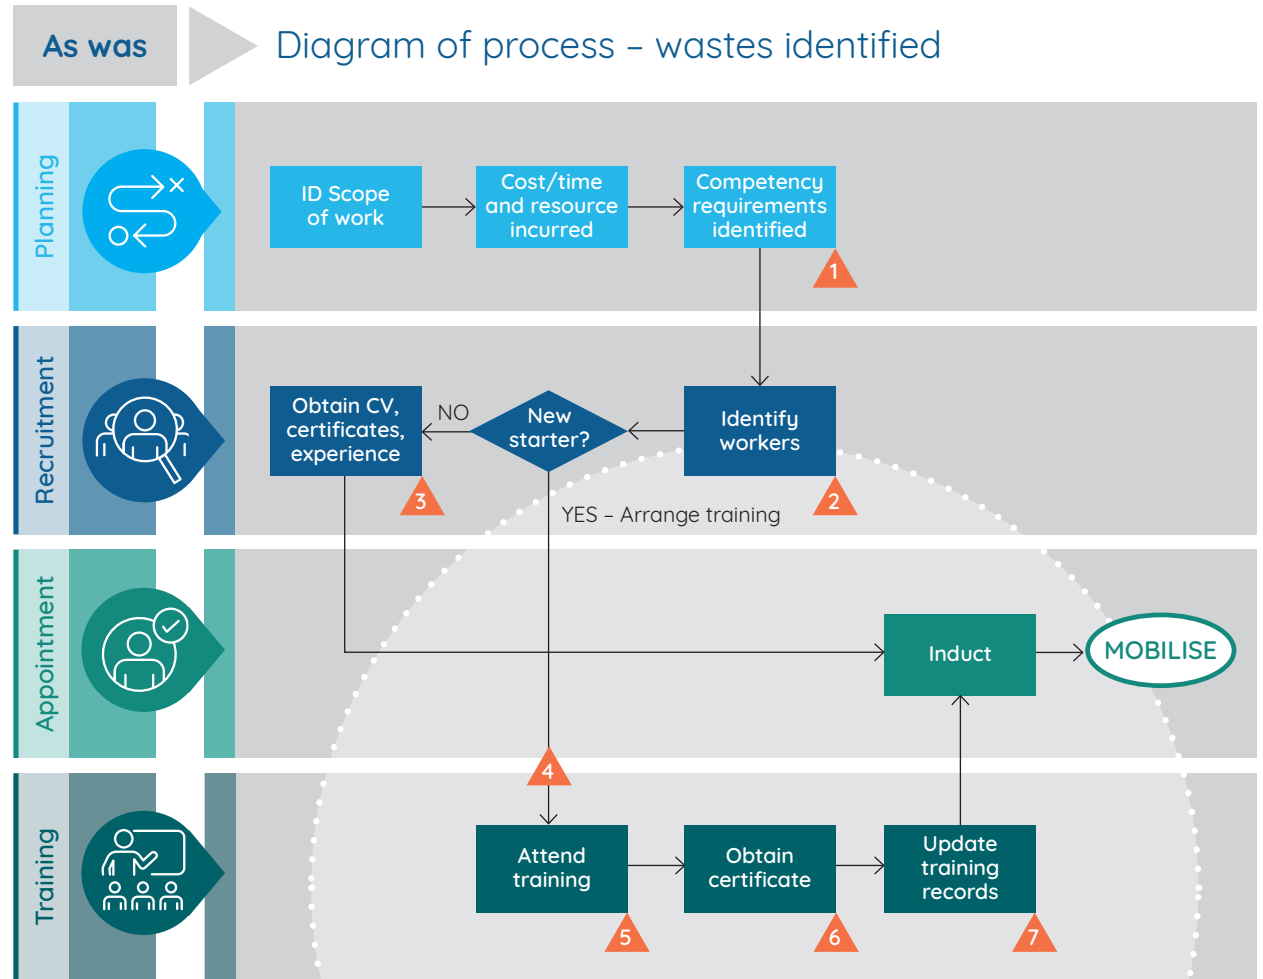 As was
Diagram of process – wastes identified
Planning
ID Scope
of work
Cost/time
and resource
incurred
Competency
requirements
identified
1
Recruitment
Obtain CV,
certificates,
experience
3
NO
New
starter?
Identify
workers
2
YES – Arrange training
Appointment
Induct
MOBILISE
4
Training
Attend
training
5
Obtain
certificate
6
Update
training
records
7